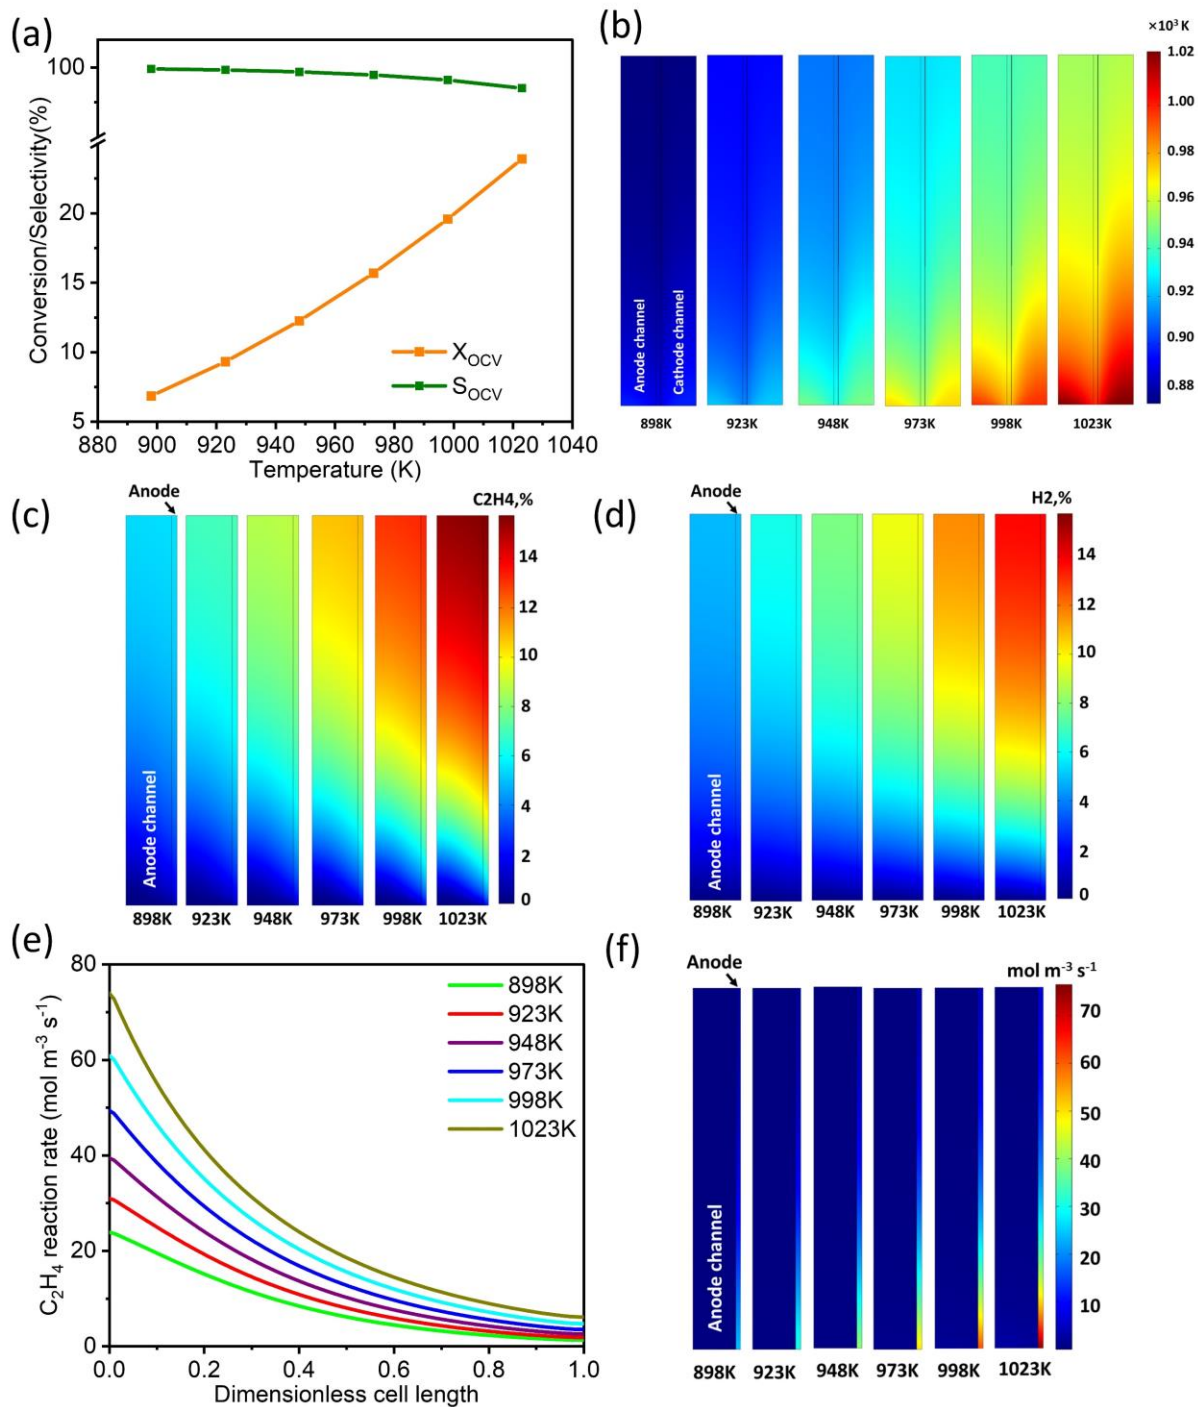 (a)
100
20
15
10
5
Conversion/Selectivity(%)
X_OCV
S_OCV
880 900 920 940 960 980 1000 1020 1040
Temperature (K)
(b)
×10³ K
1.02
1.00
0.98
0.96
0.94
0.92
0.90
0.88
Anode channel
Cathode channel
898K 923K 948K 973K 998K 1023K
(c)
Anode
C2H4,%
14
12
10
8
6
4
2
0
Anode channel
898K 923K 948K 973K 998K 1023K
(d)
Anode
H2,%
14
12
10
8
6
4
2
0
Anode channel
898K 923K 948K 973K 998K 1023K
(e)
80
60
40
20
0
C₂H₄ reaction rate (mol m⁻³ s⁻¹)
898K
923K
948K
973K
998K
1023K
0.0 0.2 0.4 0.6 0.8 1.0
Dimensionless cell length
(f)
Anode
mol m⁻³ s⁻¹
70
60
50
40
30
20
10
Anode channel
898K 923K 948K 973K 998K 1023K